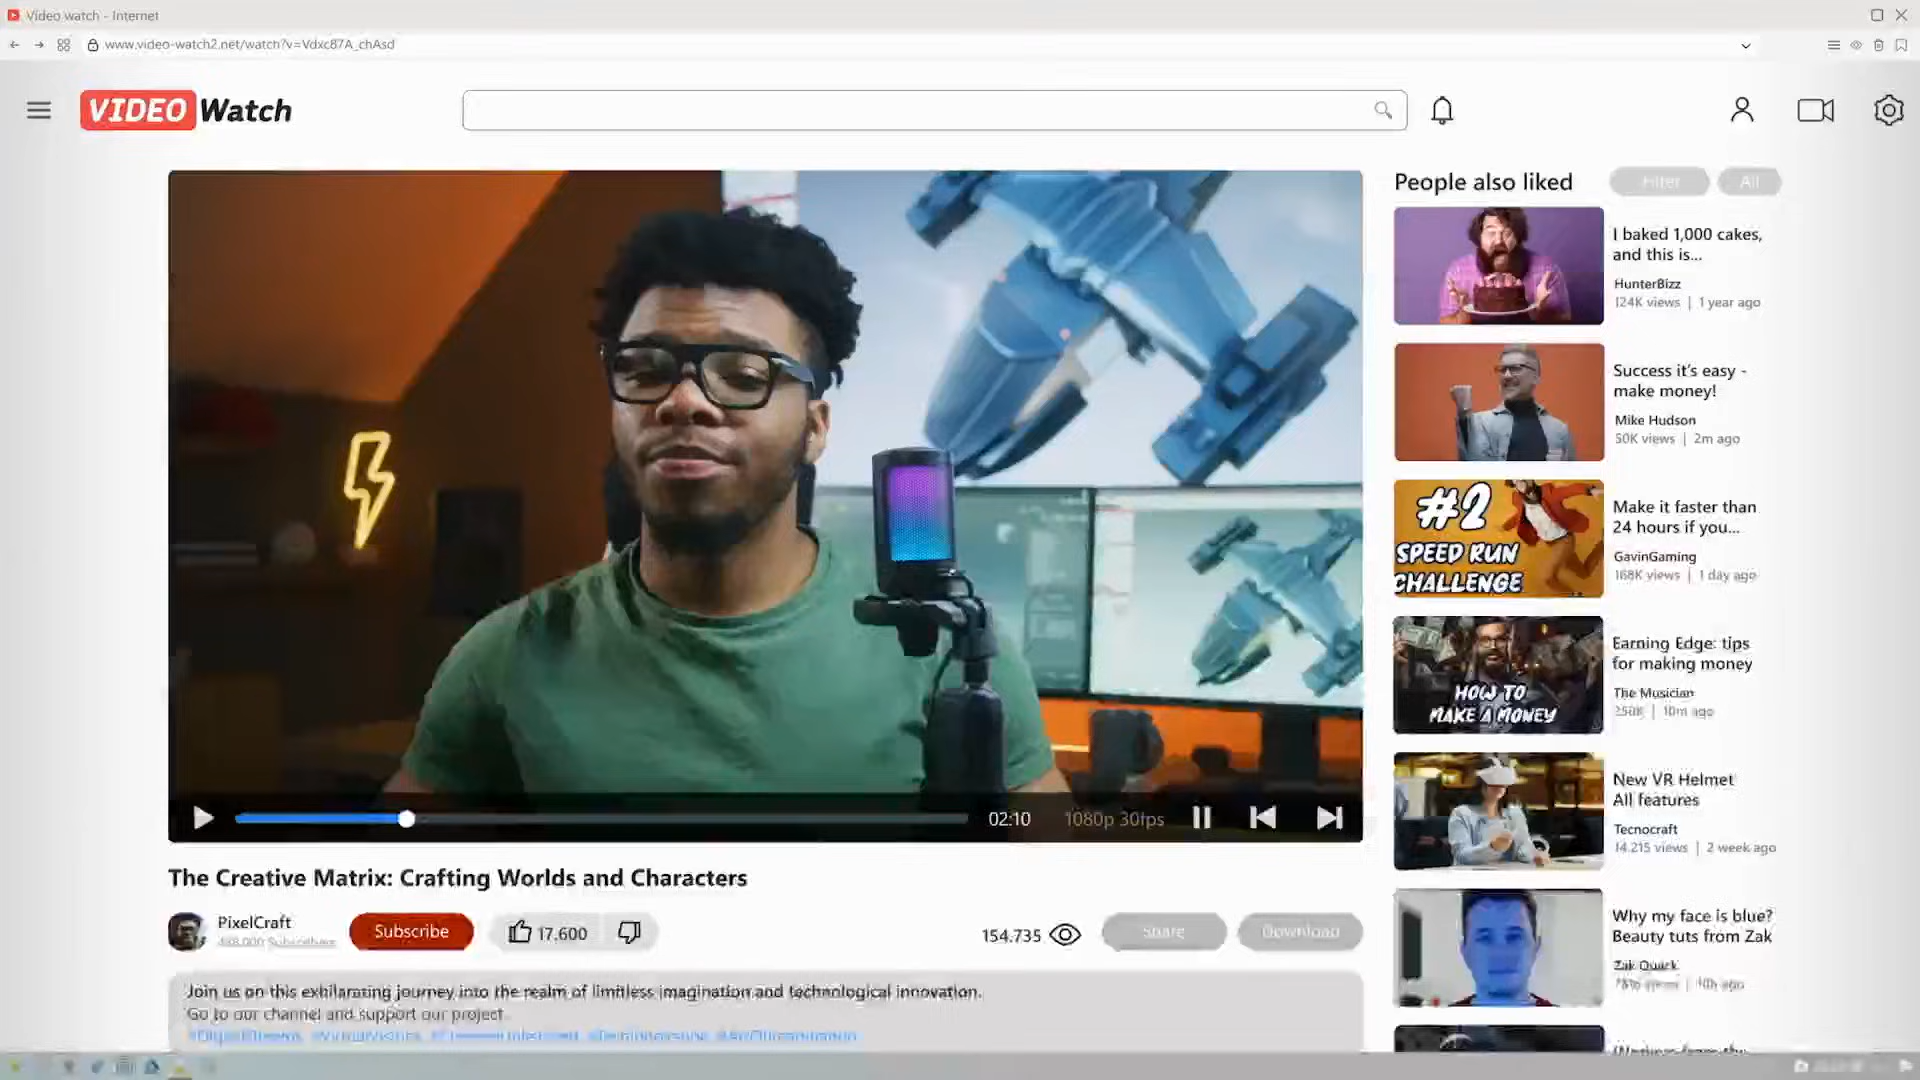 Video watch - Internet
www.video-watch2.net/watch?v=Vdxc87A_chAsd
VIDEO Watch
02:10 1080p 30fps
The Creative Matrix: Crafting Worlds and Characters
PixelCraft
Subscribe
17.600
154.735
Share
Download
Join us on this exhilarating journey into the realm of limitless imagination and technological innovation.
Go to our channel and support our project
People also liked
Filter
All
I baked 1,000 cakes,
and this is...
HunterBizz
124K views | 1 year ago
Success it's easy -
make money!
Mike Hudson
50K views | 2m ago
#2
SPEED RUN
CHALLENGE
Make it faster than
24 hours if you...
GavinGaming
168K views | 1 day ago
HOW TO
MAKE A MONEY
Earning Edge: tips
for making money
The Musician
250K | 10m ago
New VR Helmet
All features
Tecnocraft
14.215 views | 2 week ago
Why my face is blue?
Beauty tuts from Zak
Zak Quack
views | 10h ago